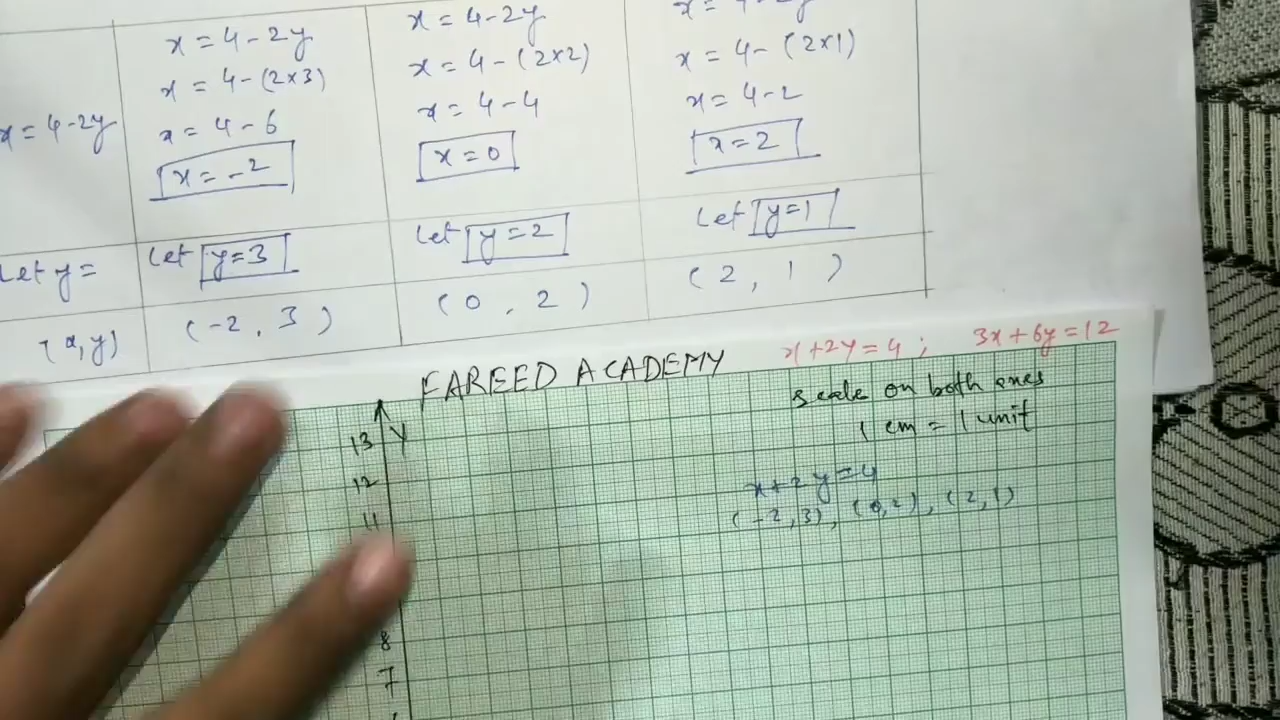 x = 4-2y
x = 4-2y
x = 4-2y
x = 4-(2×3)
x = 4-6
x = -2
Let y=3
(-2, 3)
x = 4-2y
x = 4-(2×2)
x = 4-4
x = 0
Let y=2
(0, 2)
x = 4-(2×1)
x = 4-2
x = 2
Let y=1
(2, 1)
Let y=
(x,y)
FAREED ACADEMY
x+2y=4; 3x+6y=12
scale on both axes
1 cm = 1 unit
x+2y=4
(-2,3), (0,2), (2,1)
Y
13
12
11
8
7